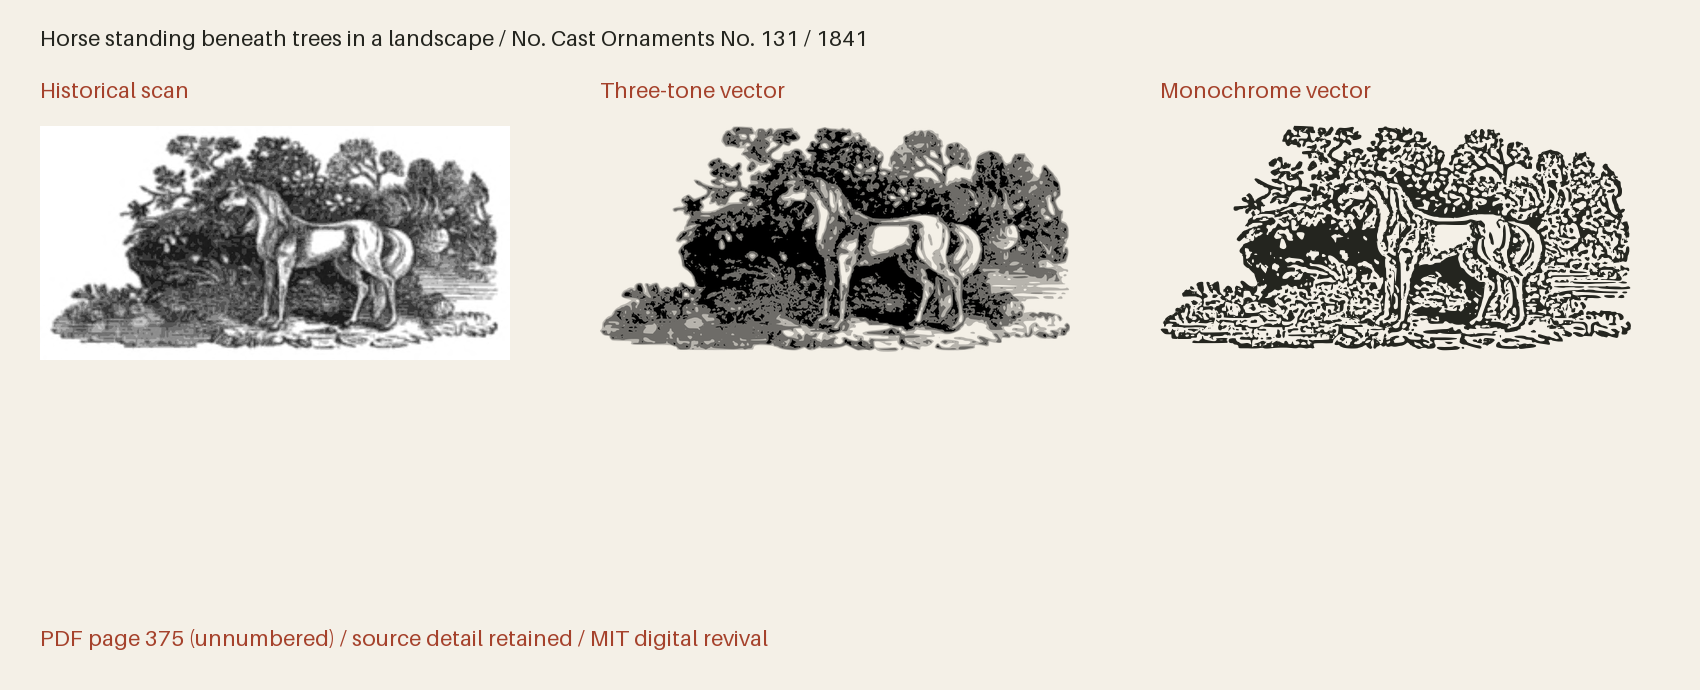 Horse standing beneath trees in a landscape / No. Cast Ornaments No. 131 / 1841
Historical scan
Three-tone vector
Monochrome vector
PDF page 375 (unnumbered) / source detail retained / MIT digital revival